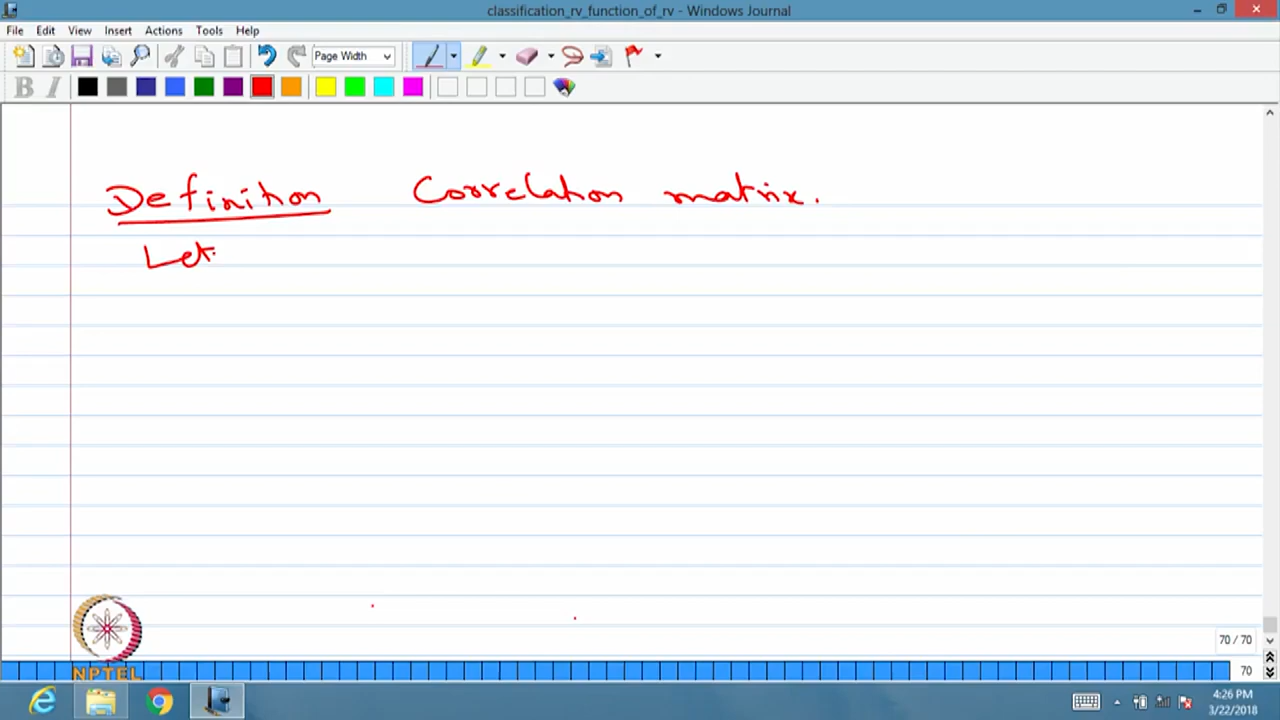 classification_rv_function_of_rv - Windows Journal
File Edit View Insert Actions Tools Help
Page Width
B I
Definition Correlation matrix.
Let
70 / 70
NPTEL
70
4:26 PM
3/22/2018